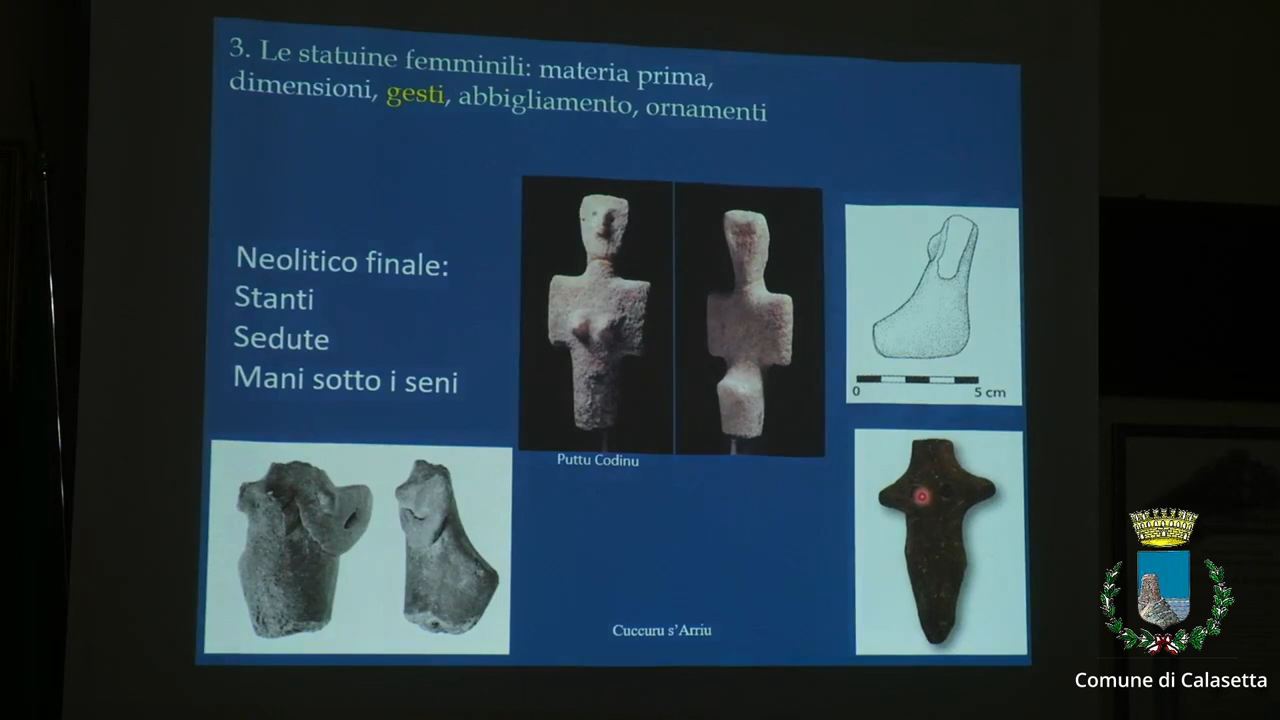 3. Le statuine femminili: materia prima,
dimensioni, gesti, abbigliamento, ornamenti
Neolitico finale:
Stanti
Sedute
Mani sotto i seni
Puttu Codinu
0 5 cm
Cuccuru s'Arriu
Comune di Calasetta